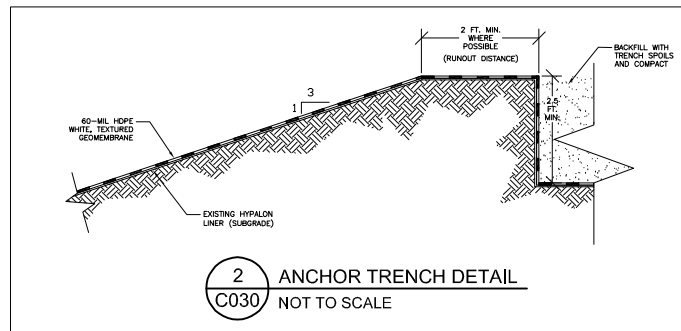 2 FT. MIN.
WHERE
POSSIBLE
(RUNOUT DISTANCE)
BACKFILL WITH
TRENCH SPOILS
AND COMPACT
3
1
2.5
FT.
MIN.
60-MIL HDPE
WHITE, TEXTURED
GEOMEMBRANE
EXISTING HYPALON
LINER (SUBGRADE)
2
C030
ANCHOR TRENCH DETAIL
NOT TO SCALE